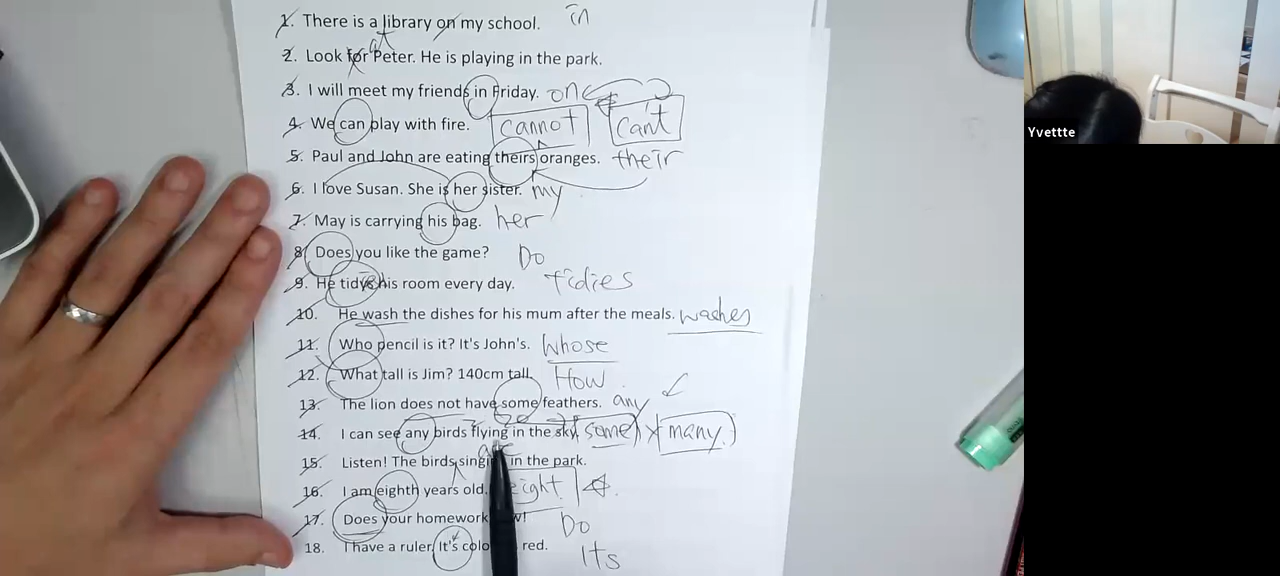 1. There is a library on my school. in
at
2. Look for Peter. He is playing in the park.
3. I will meet my friends in Friday. on
4. We can play with fire. cannot can't
5. Paul and John are eating theirs oranges. their
6. I love Susan. She is her sister. my
7. May is carrying his bag. her
8. Does you like the game? Do
9. He tidys his room every day. tidies
10. He wash the dishes for his mum after the meals. washes
11. Who pencil is it? It's John's. Whose
12. What tall is Jim? 140cm tall. How
13. The lion does not have some feathers. any
14. I can see any birds flying in the sky. (some) (many.)
are
15. Listen! The birds singing in the park.
16. I am eighth years old. eight
17. Does your homework Do
18. I have a ruler. It's red. Its
Yvettte